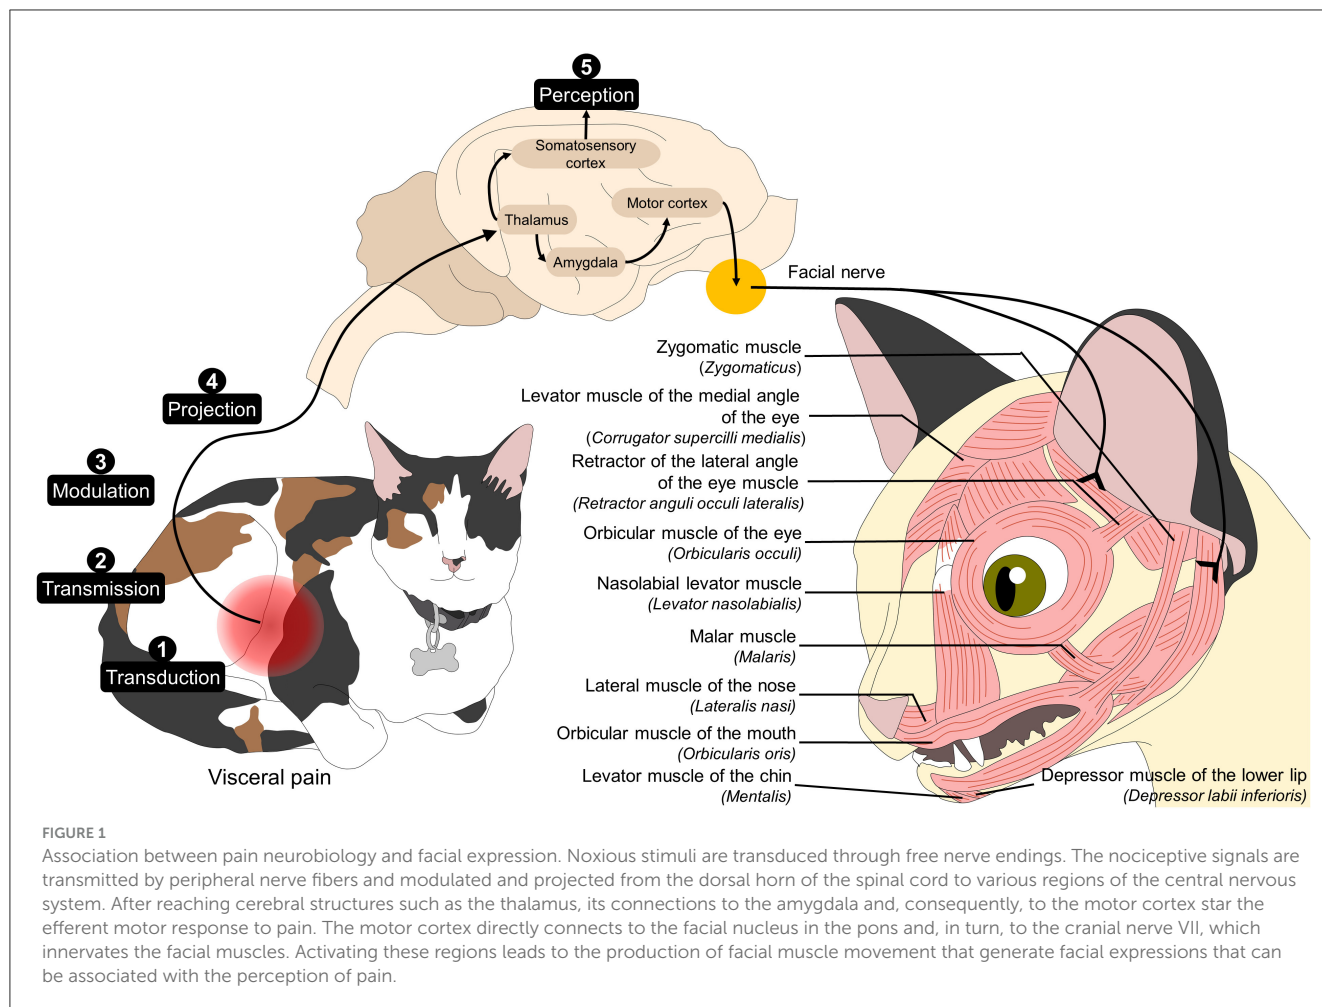 5
Perception
Somatosensory
cortex
Motor cortex
Thalamus
Amygdala
Facial nerve
4
Projection
3
Modulation
2
Transmission
1
Transduction
Visceral pain
Zygomatic muscle
(Zygomaticus)
Levator muscle of the medial angle
of the eye
(Corrugator supercilli medialis)
Retractor of the lateral angle
of the eye muscle
(Retractor anguli occuli lateralis)
Orbicular muscle of the eye
(Orbicularis occuli)
Nasolabial levator muscle
(Levator nasolabialis)
Malar muscle
(Malaris)
Lateral muscle of the nose
(Lateralis nasi)
Orbicular muscle of the mouth
(Orbicularis oris)
Levator muscle of the chin
(Mentalis)
Depressor muscle of the lower lip
(Depressor labii inferioris)
FIGURE 1
Association between pain neurobiology and facial expression. Noxious stimuli are transduced through free nerve endings. The nociceptive signals are
transmitted by peripheral nerve fibers and modulated and projected from the dorsal horn of the spinal cord to various regions of the central nervous
system. After reaching cerebral structures such as the thalamus, its connections to the amygdala and, consequently, to the motor cortex star the
efferent motor response to pain. The motor cortex directly connects to the facial nucleus in the pons and, in turn, to the cranial nerve VII, which
innervates the facial muscles. Activating these regions leads to the production of facial muscle movement that generate facial expressions that can
be associated with the perception of pain.